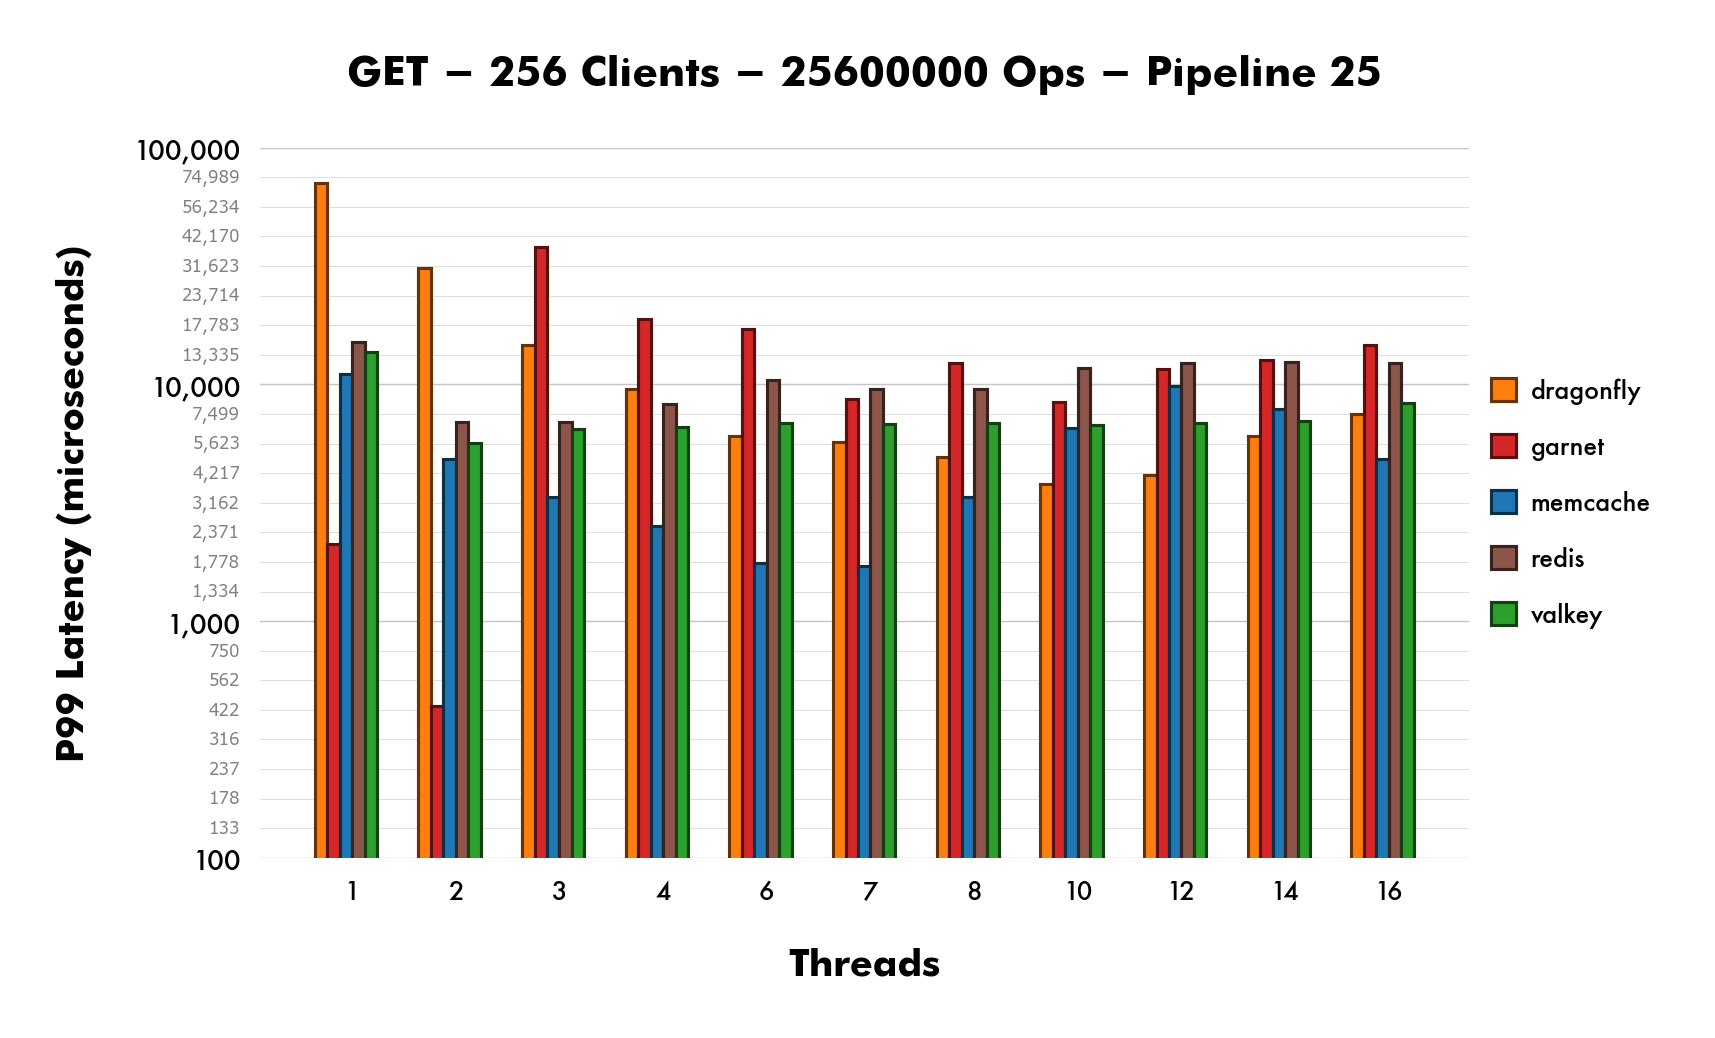 GET – 256 Clients – 25600000 Ops – Pipeline 25
P99 Latency (microseconds)
100,000
74,989
56,234
42,170
31,623
23,714
17,783
13,335
10,000
7,499
5,623
4,217
3,162
2,371
1,778
1,334
1,000
750
562
422
316
237
178
133
100
1 2 3 4 6 7 8 10 12 14 16
Threads
dragonfly
garnet
memcache
redis
valkey